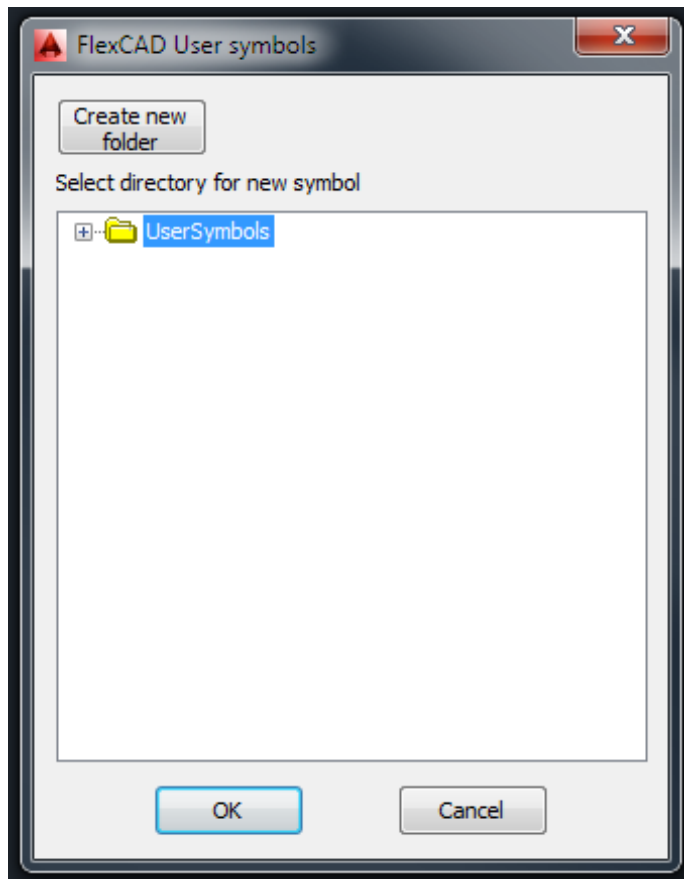 FlexCAD User symbols
Create new
folder
Select directory for new symbol
UserSymbols
OK
Cancel